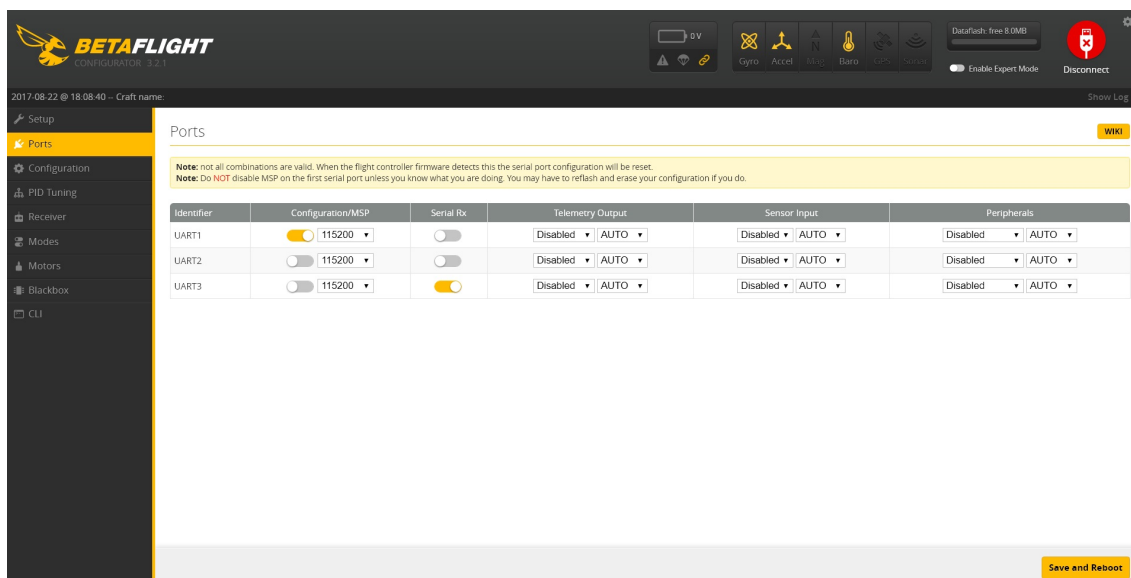 BETAFLIGHT
CONFIGURATOR 3.2.1
0 V
Gyro Accel Mag Baro GPS Sonar
Dataflash: free 8.0MB
Enable Expert Mode
Disconnect
2017-08-22 @ 18:08:40 -- Craft name:
Show Log
Setup
Ports
Configuration
PID Tuning
Receiver
Modes
Motors
Blackbox
CLI
Ports
WIKI
Note: not all combinations are valid. When the flight controller firmware detects this the serial port configuration will be reset.
Note: Do NOT disable MSP on the first serial port unless you know what you are doing. You may have to reflash and erase your configuration if you do.
Identifier Configuration/MSP Serial Rx Telemetry Output Sensor Input Peripherals
UART1 115200 Disabled AUTO Disabled AUTO Disabled AUTO
UART2 115200 Disabled AUTO Disabled AUTO Disabled AUTO
UART3 115200 Disabled AUTO Disabled AUTO Disabled AUTO
Save and Reboot